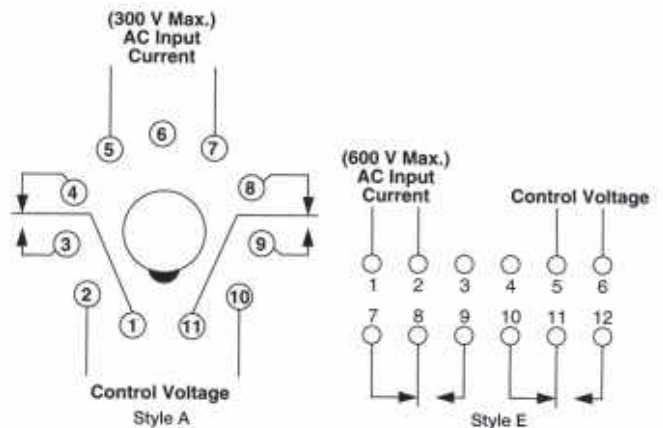 (300 V Max.)
AC Input
Current
6
5
7
4
8
3
9
2
10
1
11
Control Voltage
Style A
(600 V Max.)
AC Input
Current
Control Voltage
1 2 3 4 5 6
7 8 9 10 11 12
Style E